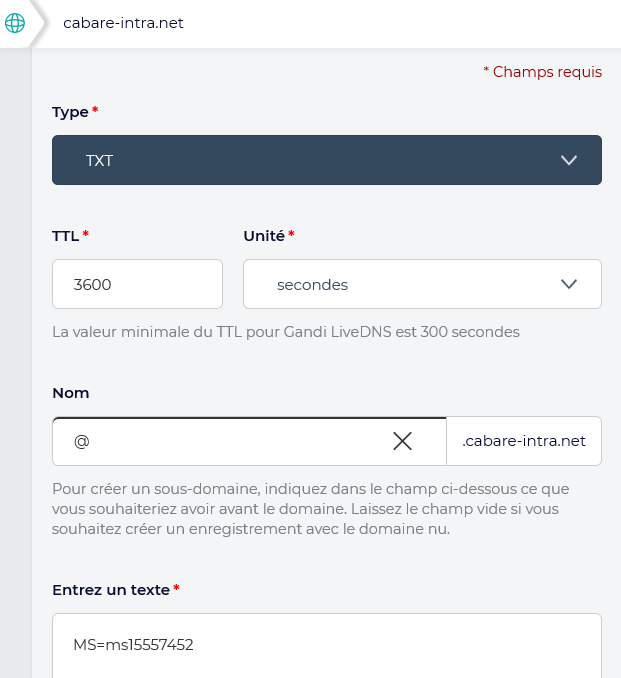 cabare-intra.net
* Champs requis
Type *
TXT
TTL * Unité *
3600 secondes
La valeur minimale du TTL pour Gandi LiveDNS est 300 secondes
Nom
@ .cabare-intra.net
Pour créer un sous-domaine, indiquez dans le champ ci-dessous ce que
vous souhaiteriez avoir avant le domaine. Laissez le champ vide si vous
souhaitez créer un enregistrement avec le domaine nu.
Entrez un texte *
MS=ms15557452